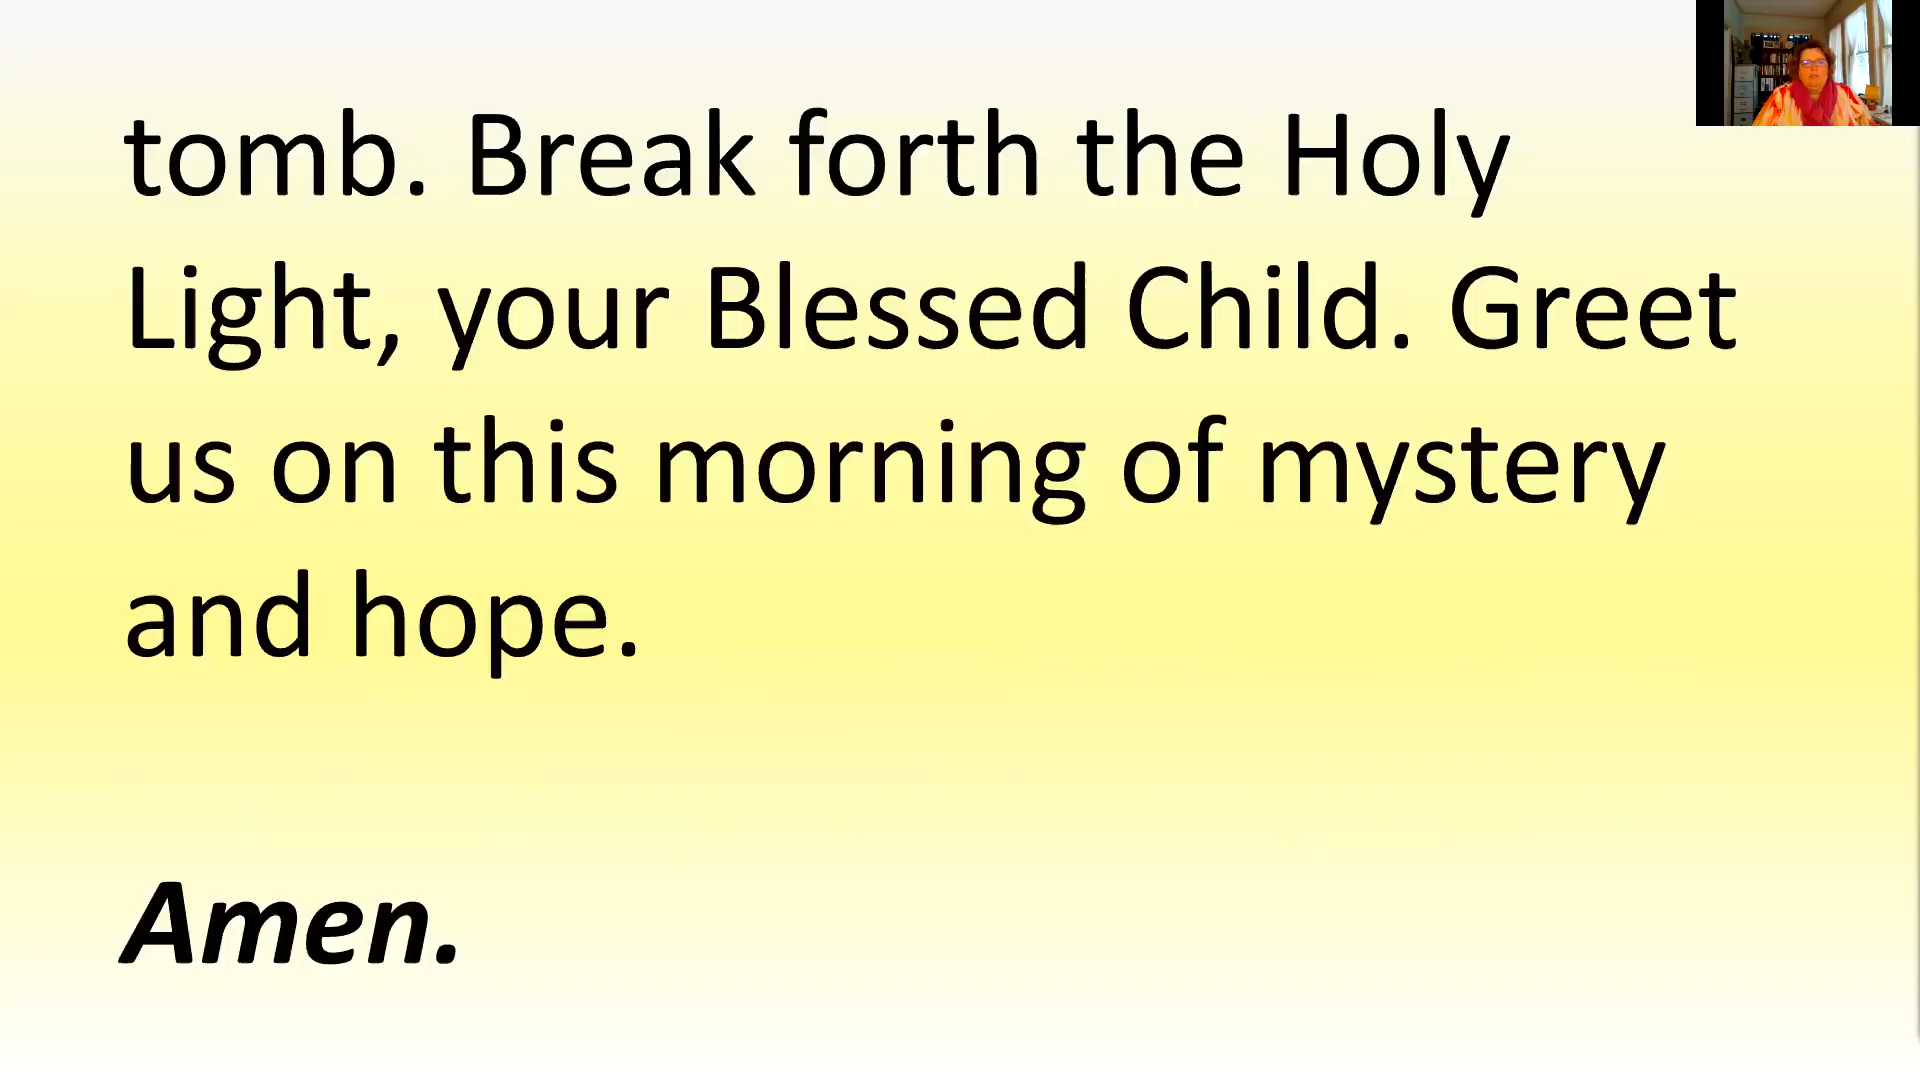 tomb. Break forth the Holy
Light, your Blessed Child. Greet
us on this morning of mystery
and hope.
Amen.